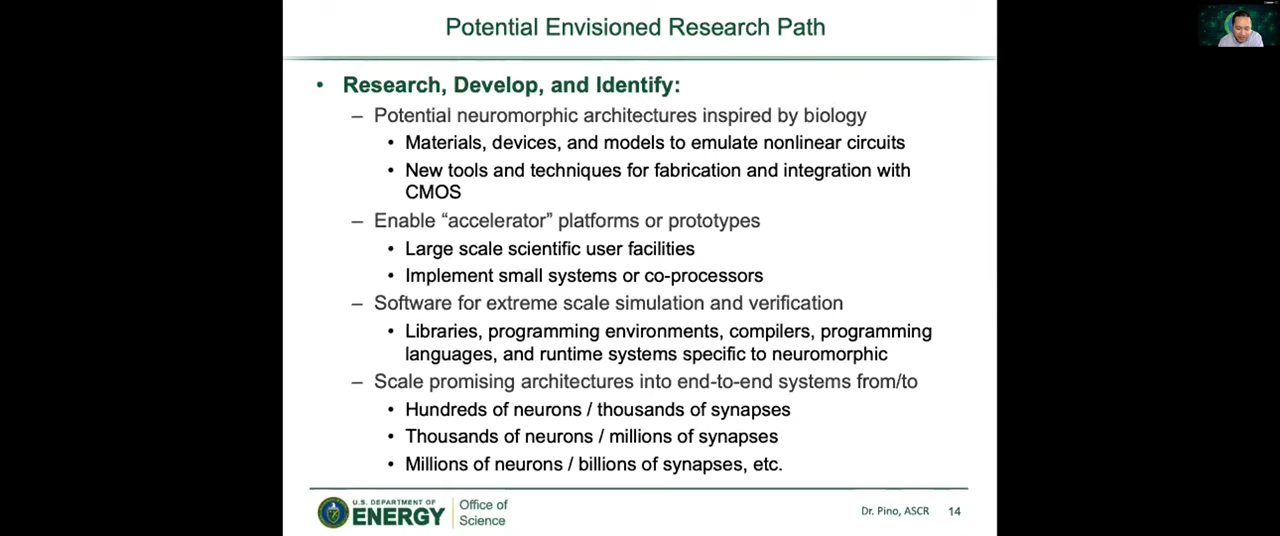 Potential Envisioned Research Path
• Research, Develop, and Identify:
– Potential neuromorphic architectures inspired by biology
• Materials, devices, and models to emulate nonlinear circuits
• New tools and techniques for fabrication and integration with
CMOS
– Enable “accelerator” platforms or prototypes
• Large scale scientific user facilities
• Implement small systems or co-processors
– Software for extreme scale simulation and verification
• Libraries, programming environments, compilers, programming
languages, and runtime systems specific to neuromorphic
– Scale promising architectures into end-to-end systems from/to
• Hundreds of neurons / thousands of synapses
• Thousands of neurons / millions of synapses
• Millions of neurons / billions of synapses, etc.
U.S. DEPARTMENT OF
ENERGY
Office of
Science
Dr. Pino, ASCR 14